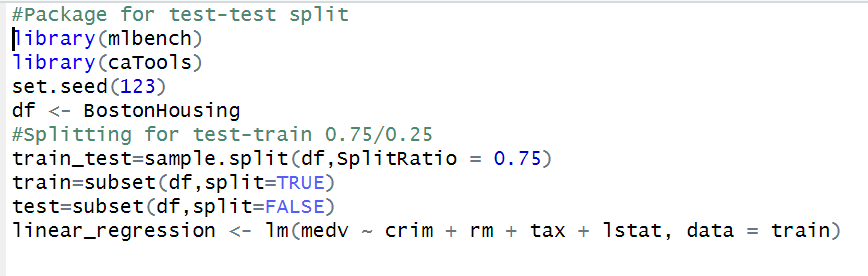 #Package for test-test split
library(mlbench)
library(caTools)
set.seed(123)
df <- BostonHousing
#Splitting for test-train 0.75/0.25
train_test=sample.split(df,SplitRatio = 0.75)
train=subset(df,split=TRUE)
test=subset(df,split=FALSE)
linear_regression <- lm(medv ~ crim + rm + tax + lstat, data = train)